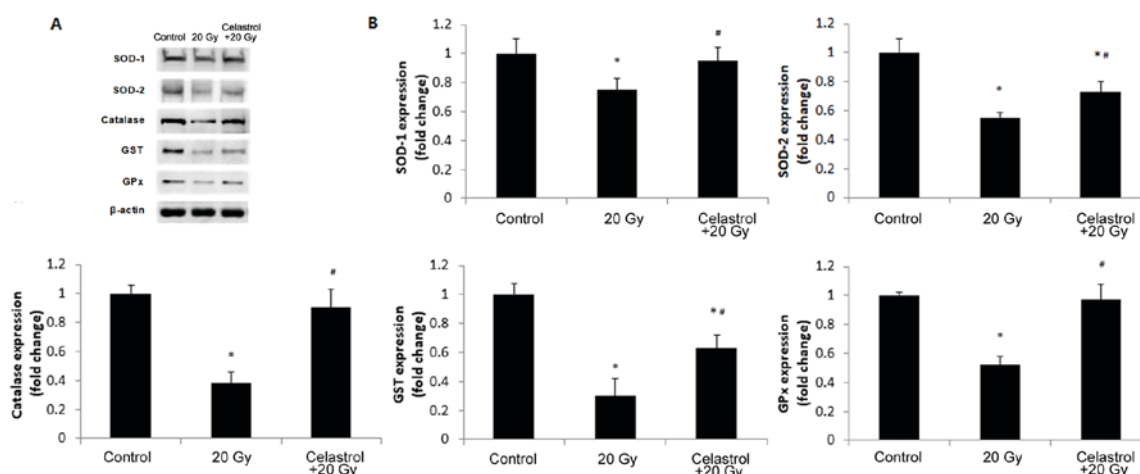 A
Control 20 Gy Celastrol +20 Gy
SOD-1
SOD-2
Catalase
GST
GPx
β-actin
B
SOD-1 expression
(fold change)
1.2
1
0.8
0.6
0.4
0.2
0
*
#
Control 20 Gy Celastrol
+20 Gy
SOD-2 expression
(fold change)
1.2
1
0.8
0.6
0.4
0.2
0
*
* #
Control 20 Gy Celastrol
+20 Gy
Catalase expression
(fold change)
1.2
1
0.8
0.6
0.4
0.2
0
*
#
Control 20 Gy Celastrol
+20 Gy
GST expression
(fold change)
1.2
1
0.8
0.6
0.4
0.2
0
*
* #
Control 20 Gy Celastrol
+20 Gy
GPx expression
(fold change)
1.2
1
0.8
0.6
0.4
0.2
0
*
#
Control 20 Gy Celastrol
+20 Gy